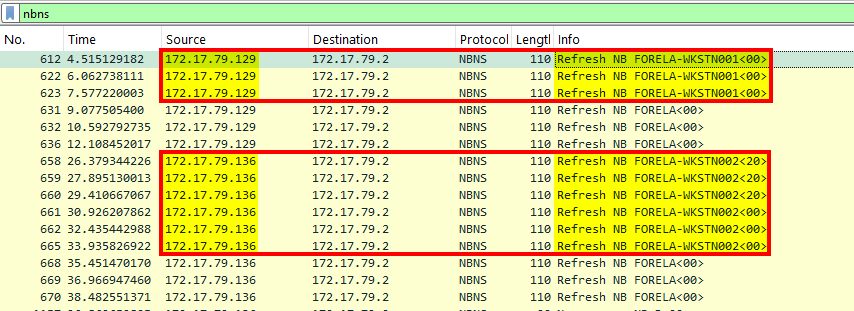 nbns
No. Time Source Destination Protocol Lengtl Info
612 4.515129182 172.17.79.129 172.17.79.2 NBNS 110 Refresh NB FORELA-WKSTN001<00>
622 6.062738111 172.17.79.129 172.17.79.2 NBNS 110 Refresh NB FORELA-WKSTN001<00>
623 7.577220003 172.17.79.129 172.17.79.2 NBNS 110 Refresh NB FORELA-WKSTN001<00>
631 9.077505400 172.17.79.129 172.17.79.2 NBNS 110 Refresh NB FORELA<00>
632 10.592792735 172.17.79.129 172.17.79.2 NBNS 110 Refresh NB FORELA<00>
636 12.108452017 172.17.79.129 172.17.79.2 NBNS 110 Refresh NB FORELA<00>
658 26.379344226 172.17.79.136 172.17.79.2 NBNS 110 Refresh NB FORELA-WKSTN002<20>
659 27.895130013 172.17.79.136 172.17.79.2 NBNS 110 Refresh NB FORELA-WKSTN002<20>
660 29.410667067 172.17.79.136 172.17.79.2 NBNS 110 Refresh NB FORELA-WKSTN002<20>
661 30.926207862 172.17.79.136 172.17.79.2 NBNS 110 Refresh NB FORELA-WKSTN002<00>
662 32.435442988 172.17.79.136 172.17.79.2 NBNS 110 Refresh NB FORELA-WKSTN002<00>
665 33.935826922 172.17.79.136 172.17.79.2 NBNS 110 Refresh NB FORELA-WKSTN002<00>
668 35.451470170 172.17.79.136 172.17.79.2 NBNS 110 Refresh NB FORELA<00>
669 36.966947460 172.17.79.136 172.17.79.2 NBNS 110 Refresh NB FORELA<00>
670 38.482551371 172.17.79.136 172.17.79.2 NBNS 110 Refresh NB FORELA<00>